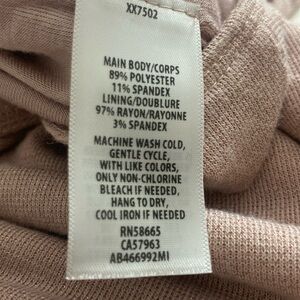 XX7502
MAIN BODY/CORPS
89% POLYESTER
11% SPANDEX
LINING/DOUBLURE
97% RAYON/RAYONNE
3% SPANDEX
MACHINE WASH COLD,
GENTLE CYCLE,
WITH LIKE COLORS,
ONLY NON-CHLORINE
BLEACH IF NEEDED,
HANG TO DRY,
COOL IRON IF NEEDED
RN58665
CA57963
AB466992MI